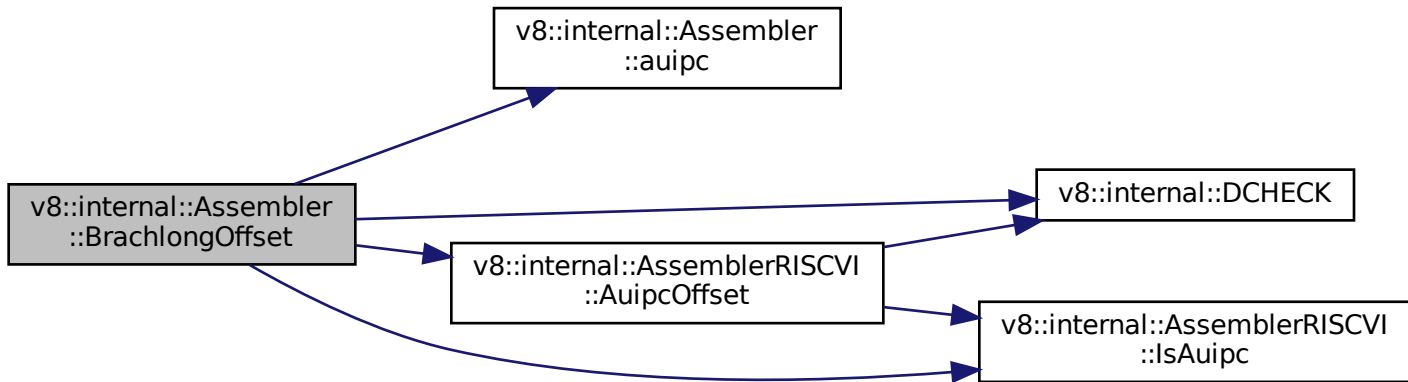 v8::internal::Assembler
::auipc
v8::internal::DCHECK
v8::internal::Assembler
::BrachlongOffset
v8::internal::AssemblerRISCVI
::AuipcOffset
v8::internal::AssemblerRISCVI
::IsAuipc